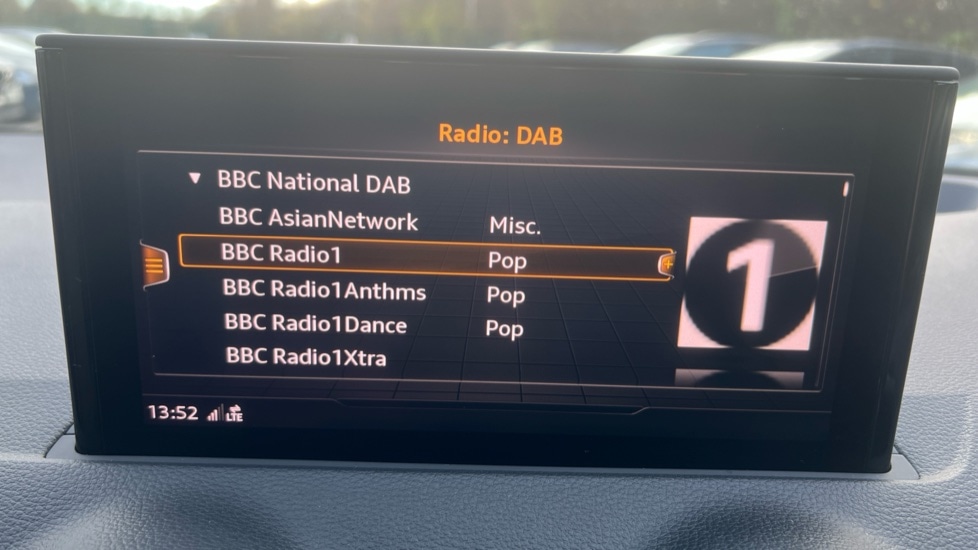 Radio: DAB
▼ BBC National DAB
BBC AsianNetwork Misc.
BBC Radio1 Pop
BBC Radio1Anthms Pop
BBC Radio1Dance Pop
BBC Radio1Xtra
1
13:52 LTE